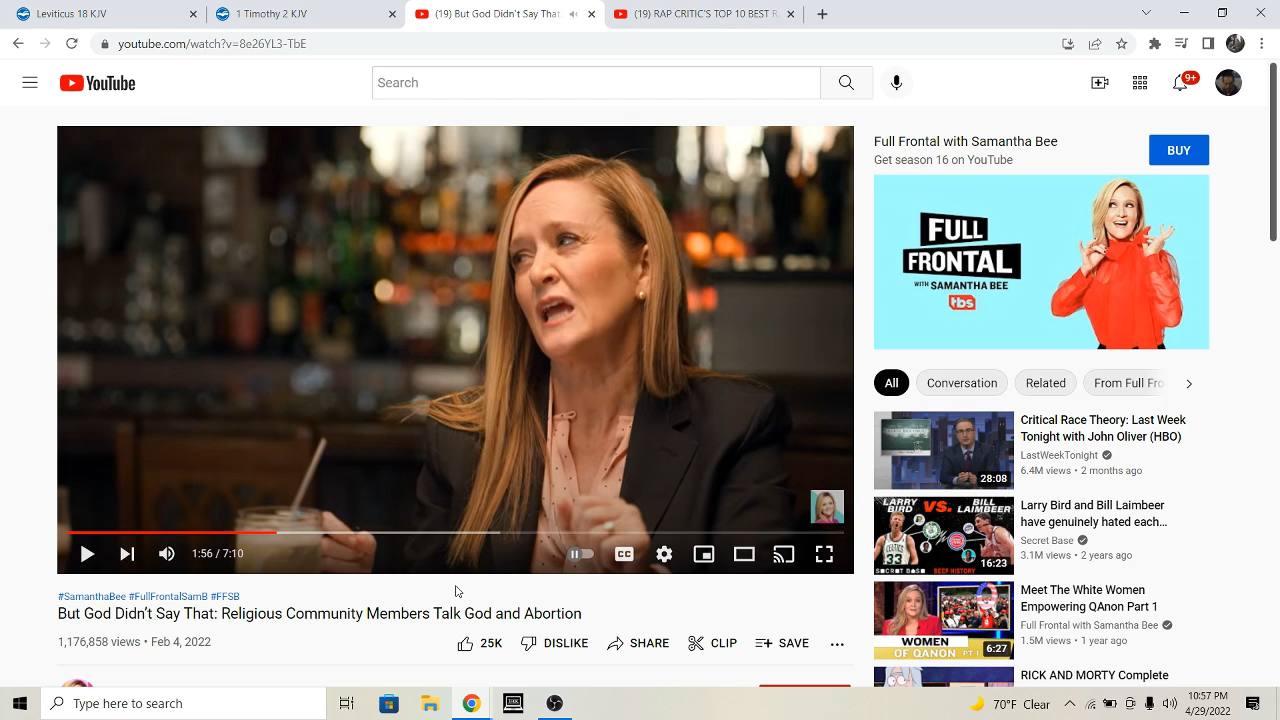 Leviticus 18 KJV
1 Timothy 2 KJV
(19) But God Didn't Say That
(19) RAP CRITIC'S TOP 10 BEST R
youtube.com/watch?v=8e26YL3-TbE
YouTube
Search
9+
Full Frontal with Samantha Bee
Get season 16 on YouTube
BUY
FULL
FRONTAL
WITH SAMANTHA BEE
tbs
All
Conversation
Related
From Full Fro
Critical Race Theory: Last Week
Tonight with John Oliver (HBO)
LastWeekTonight
6.4M views • 2 months ago
28:08
LARRY BIRD VS. BILL LAIMBEER
BEEF HISTORY
16:23
Larry Bird and Bill Laimbeer
have genuinely hated each...
Secret Base
3.1M views • 2 years ago
1:56 / 7:10
CC
#SamanthaBee #FullFrontalSamB #FFSB
But God Didn't Say That: Religious Community Members Talk God and Abortion
1,176,858 views • Feb 4, 2022
25K
DISLIKE
SHARE
CLIP
SAVE
WOMEN
OF QANON PT 1
6:27
Meet The White Women
Empowering QAnon Part 1
Full Frontal with Samantha Bee
1.5M views • 1 year ago
RICK AND MORTY Complete
Type here to search
70°F Clear
10:57 PM
4/29/2022